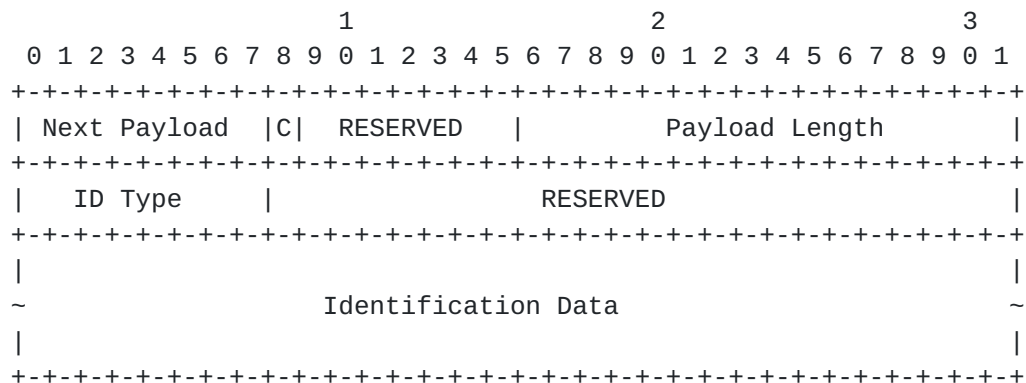 1                   2                   3
 0 1 2 3 4 5 6 7 8 9 0 1 2 3 4 5 6 7 8 9 0 1 2 3 4 5 6 7 8 9 0 1
+-+-+-+-+-+-+-+-+-+-+-+-+-+-+-+-+-+-+-+-+-+-+-+-+-+-+-+-+-+-+-+-+
| Next Payload  |C|  RESERVED   |         Payload Length        |
+-+-+-+-+-+-+-+-+-+-+-+-+-+-+-+-+-+-+-+-+-+-+-+-+-+-+-+-+-+-+-+-+
|   ID Type     |                 RESERVED                      |
+-+-+-+-+-+-+-+-+-+-+-+-+-+-+-+-+-+-+-+-+-+-+-+-+-+-+-+-+-+-+-+-+
|                                                               |
~                   Identification Data                         ~
|                                                               |
+-+-+-+-+-+-+-+-+-+-+-+-+-+-+-+-+-+-+-+-+-+-+-+-+-+-+-+-+-+-+-+-+